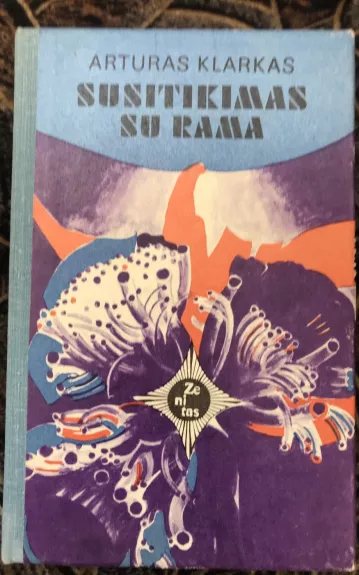 ARTURAS KLARKAS
SUSITIKIMAS
SU RAMA
Ze
ni
tas